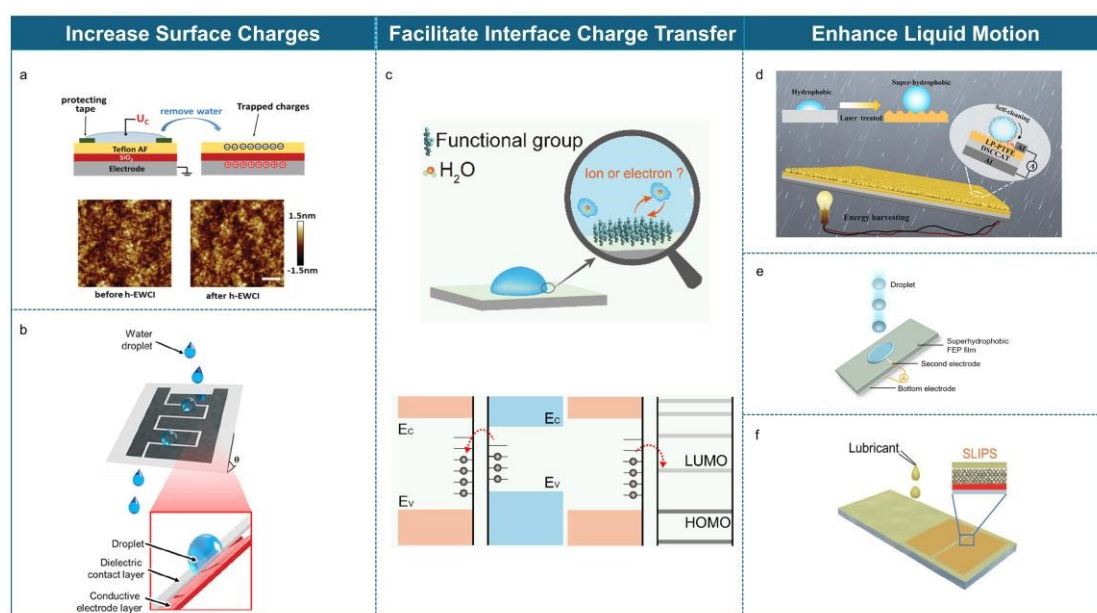 Increase Surface Charges
Facilitate Interface Charge Transfer
Enhance Liquid Motion
a
protecting
tape
Uc
remove water
Trapped charges
Teflon AF
SiO2
Electrode
1.5nm
-1.5nm
before h-EWCI
after h-EWCI
b
Water
droplet
θ
Droplet
Dielectric
contact layer
Conductive
electrode layer
c
Functional group
H2O
Ion or electron ?
EC
EV
EC
EV
LUMO
HOMO
d
Hydrophobic
Super-hydrophobic
Laser treated
Self-cleaning
Al
LP-PTFE
DSCCAT
Al
A
Energy harvesting
e
Droplet
Superhydrophobic
FEP film
Second electrode
A
Bottom electrode
f
Lubricant
SLIPS